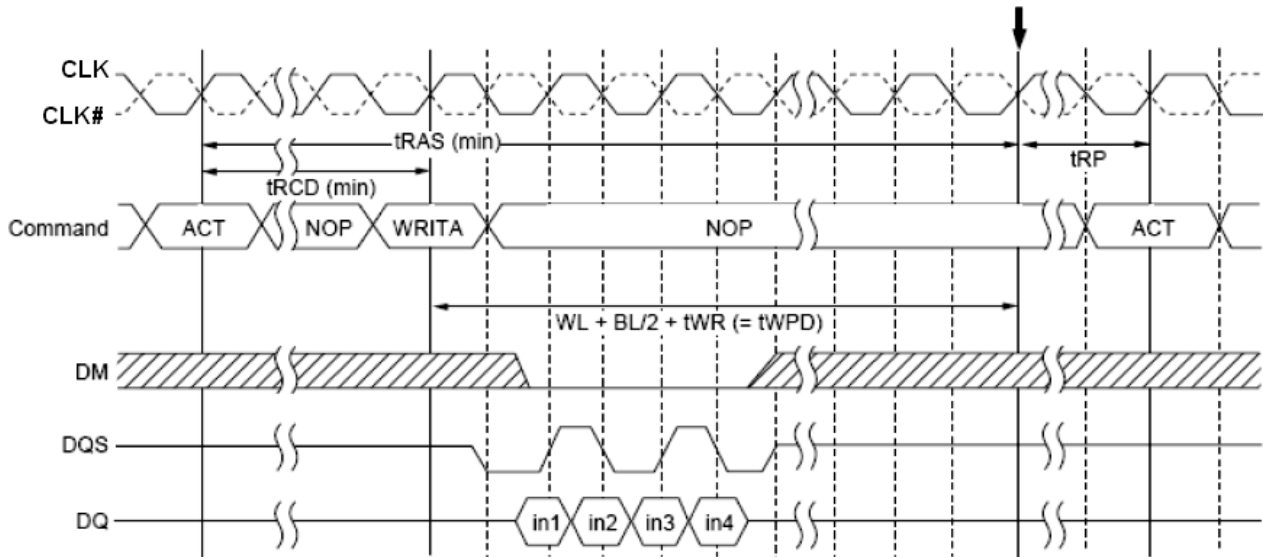 CLK
CLK#
tRAS (min)
tRP
tRCD (min)
Command ACT NOP WRITA NOP ACT
WL + BL/2 + tWR (= tWPD)
DM
DQS
DQ in1 in2 in3 in4